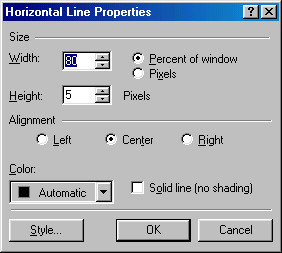 Horizontal Line Properties
Size
Width: 80 Percent of window
Pixels
Height: 5 Pixels
Alignment
Left Center Right
Color:
Automatic Solid line (no shading)
Style... OK Cancel